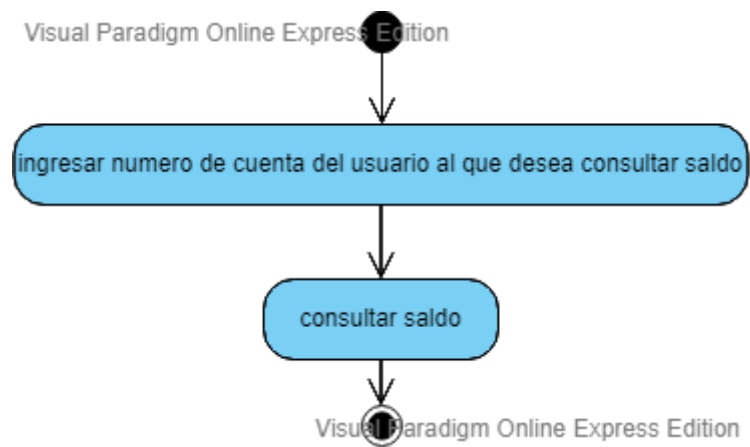 Visual Paradigm Online Express Edition
ingresar numero de cuenta del usuario al que desea consultar saldo
consultar saldo
Visual Paradigm Online Express Edition